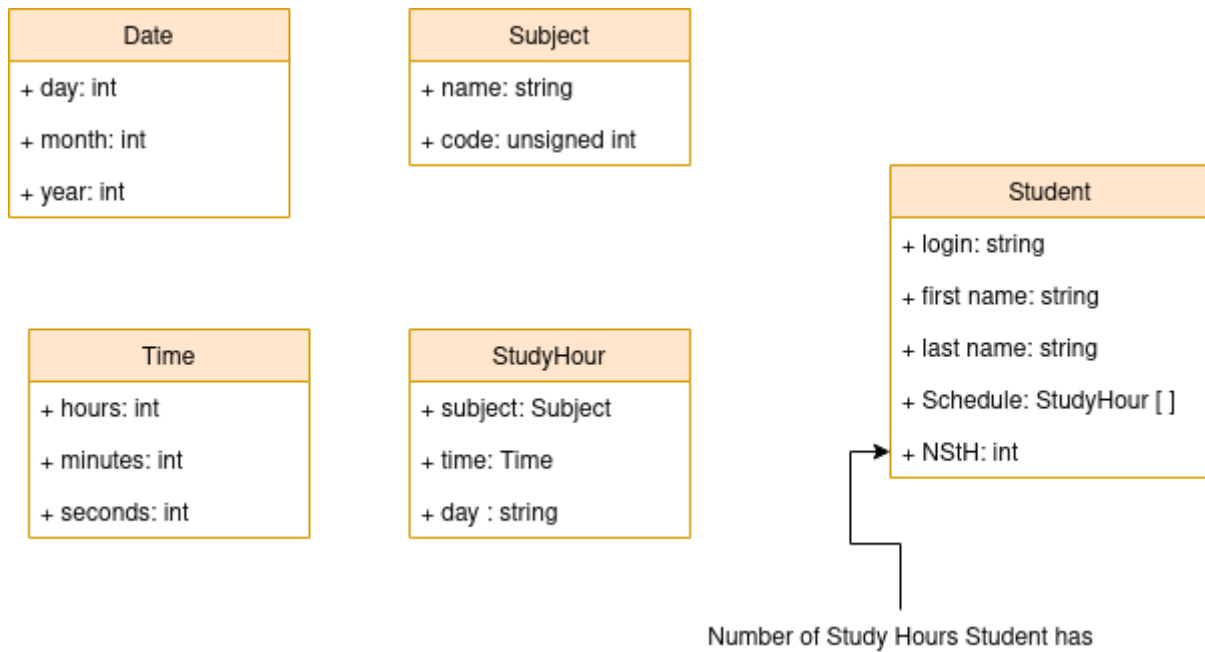 Date
+ day: int
+ month: int
+ year: int
Subject
+ name: string
+ code: unsigned int
Student
+ login: string
+ first name: string
+ last name: string
+ Schedule: StudyHour [ ]
+ NStH: int
Time
+ hours: int
+ minutes: int
+ seconds: int
StudyHour
+ subject: Subject
+ time: Time
+ day : string
Number of Study Hours Student has